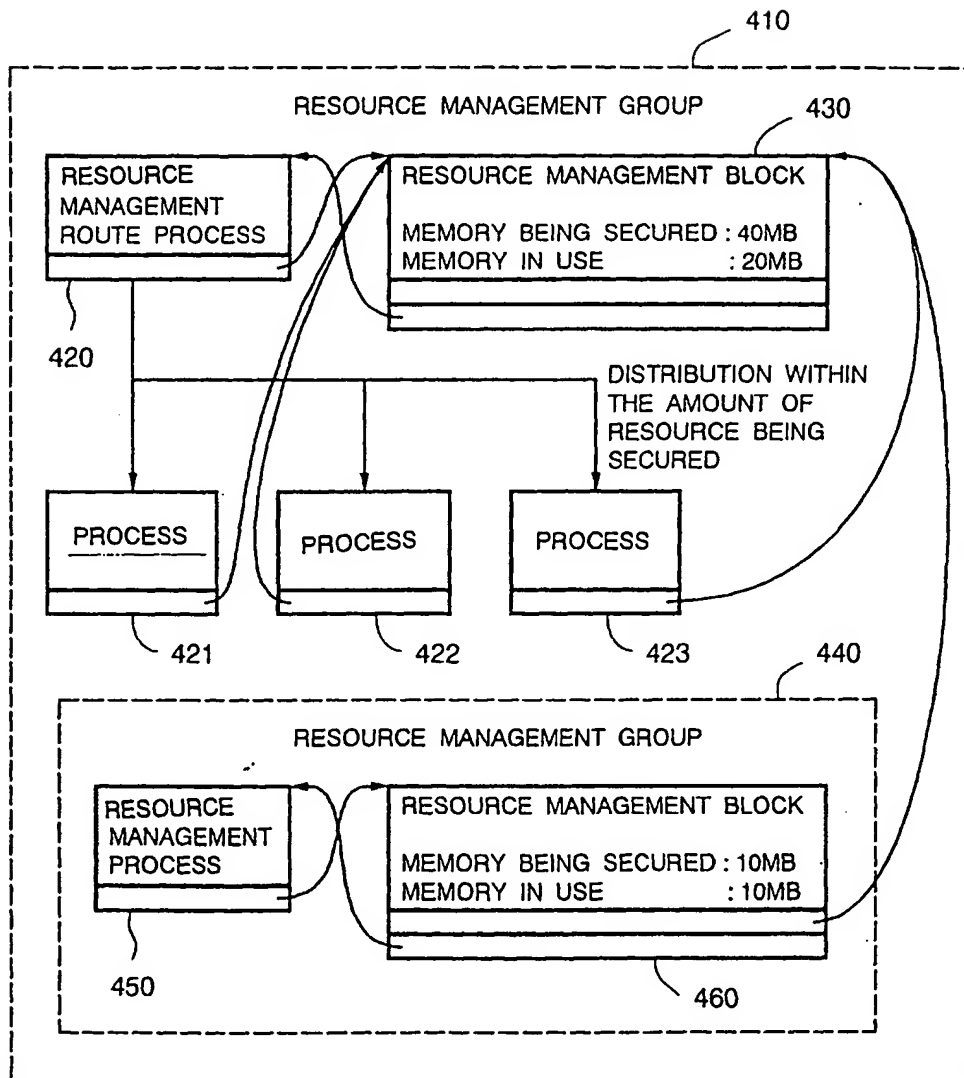 410
RESOURCE MANAGEMENT GROUP
430
RESOURCE
MANAGEMENT
ROUTE PROCESS
RESOURCE MANAGEMENT BLOCK
MEMORY BEING SECURED : 40MB
MEMORY IN USE : 20MB
420
DISTRIBUTION WITHIN
THE AMOUNT OF
RESOURCE BEING
SECURED
PROCESS
PROCESS
PROCESS
421
422
423
440
RESOURCE MANAGEMENT GROUP
RESOURCE
MANAGEMENT
PROCESS
RESOURCE MANAGEMENT BLOCK
MEMORY BEING SECURED : 10MB
MEMORY IN USE : 10MB
450
460